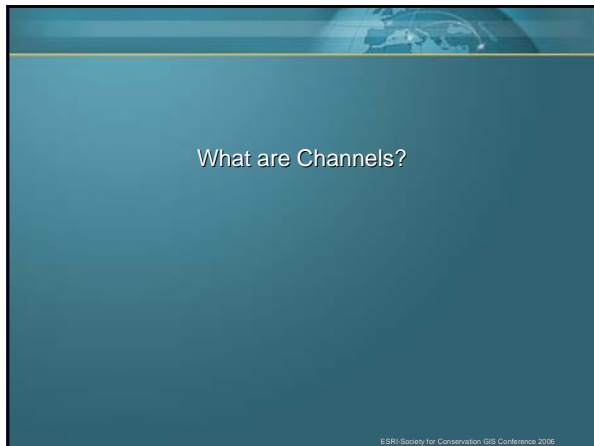 What are Channels?
ESRI-Society for Conservation GIS Conference 2006